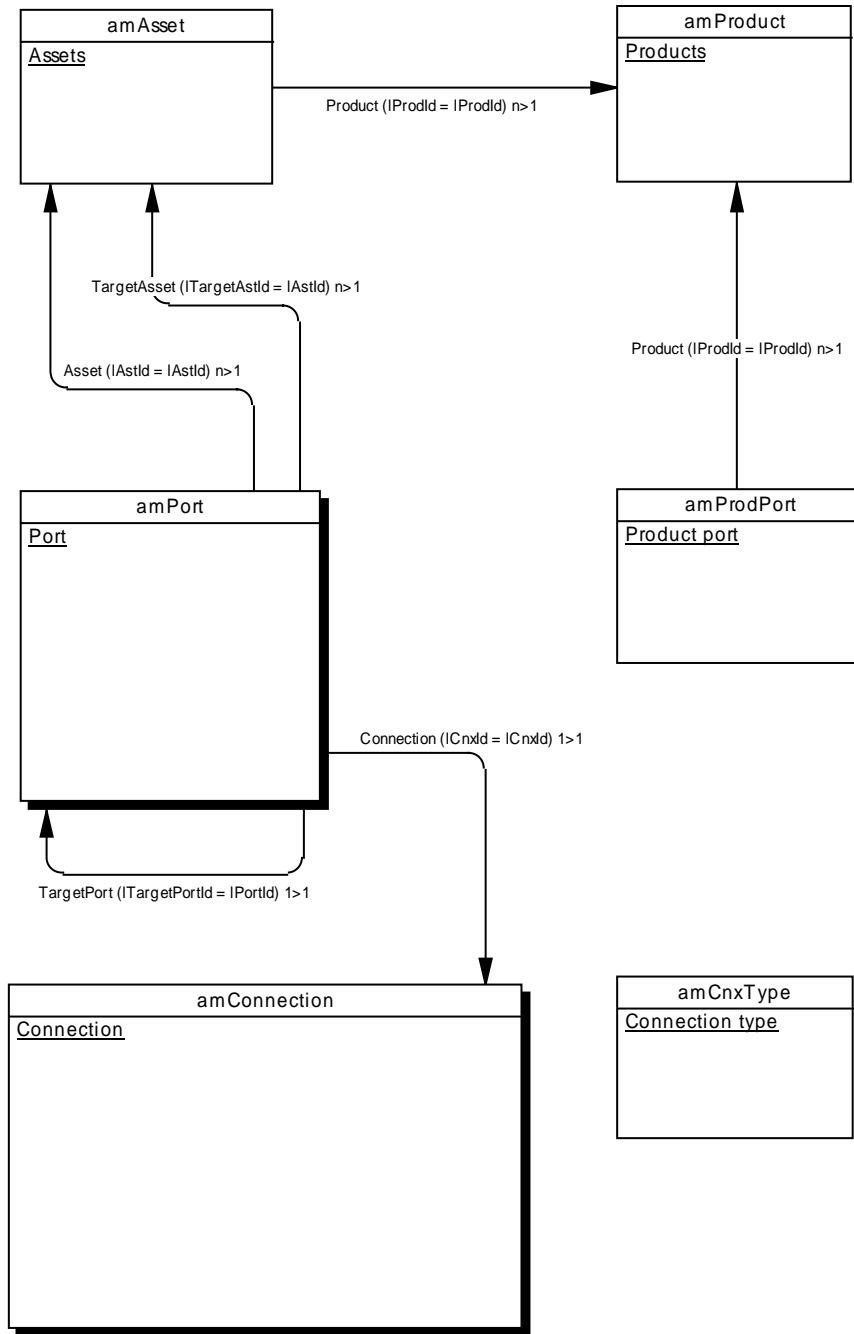 amAsset
Assets
amProduct
Products
Product (lProdId = lProdId) n>1
TargetAsset (lTargetAstId = lAstId) n>1
Asset (lAstId = lAstId) n>1
Product (lProdId = lProdId) n>1
amPort
Port
amProdPort
Product port
Connection (lCnxId = lCnxId) 1>1
TargetPort (lTargetPortId = lPortId) 1>1
amConnection
Connection
amCnxType
Connection type